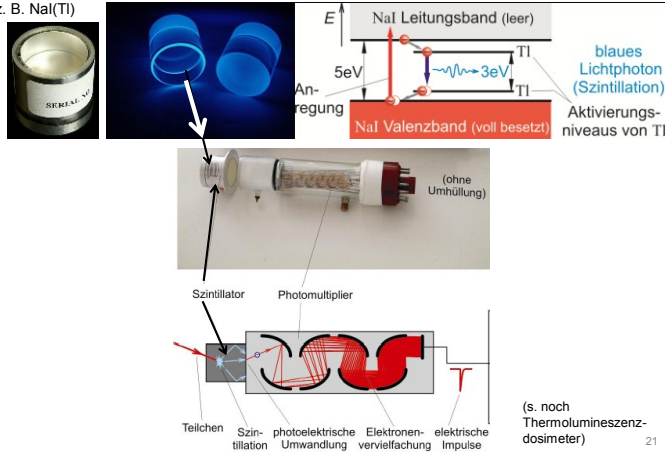 z. B. NaI(Tl)
SERIAL NO
E
NaI Leitungsband (leer)
5eV
Tl
3eV
Tl
An-
regung
NaI Valenzband (voll besetzt)
blaues
Lichtphoton
(Szintillation)
Aktivierungs-
niveaus von Tl
(ohne
Umhüllung)
Szintillator
Photomultiplier
Teilchen
Szin-
tillation
photoelektrische
Umwandlung
Elektronen-
vervielfachung
elektrische
Impulse
(s. noch
Thermolumineszenz-
dosimeter)
21